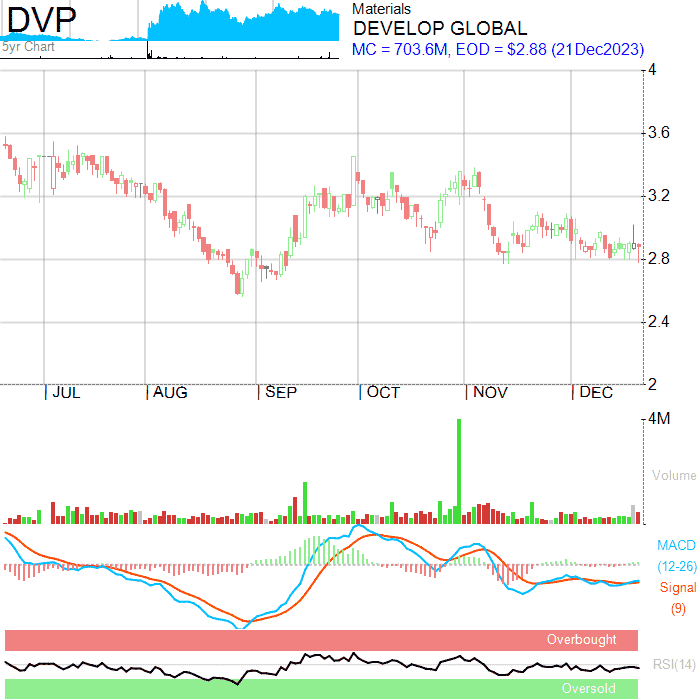 DVP
5yr Chart
Materials
DEVELOP GLOBAL
MC = 703.6M, EOD = $2.88 (21Dec2023)
4
3.6
3.2
2.8
2.4
2
JUL AUG SEP OCT NOV DEC
4M
Volume
MACD
(12-26)
Signal
(9)
Overbought
RSI(14)
Oversold